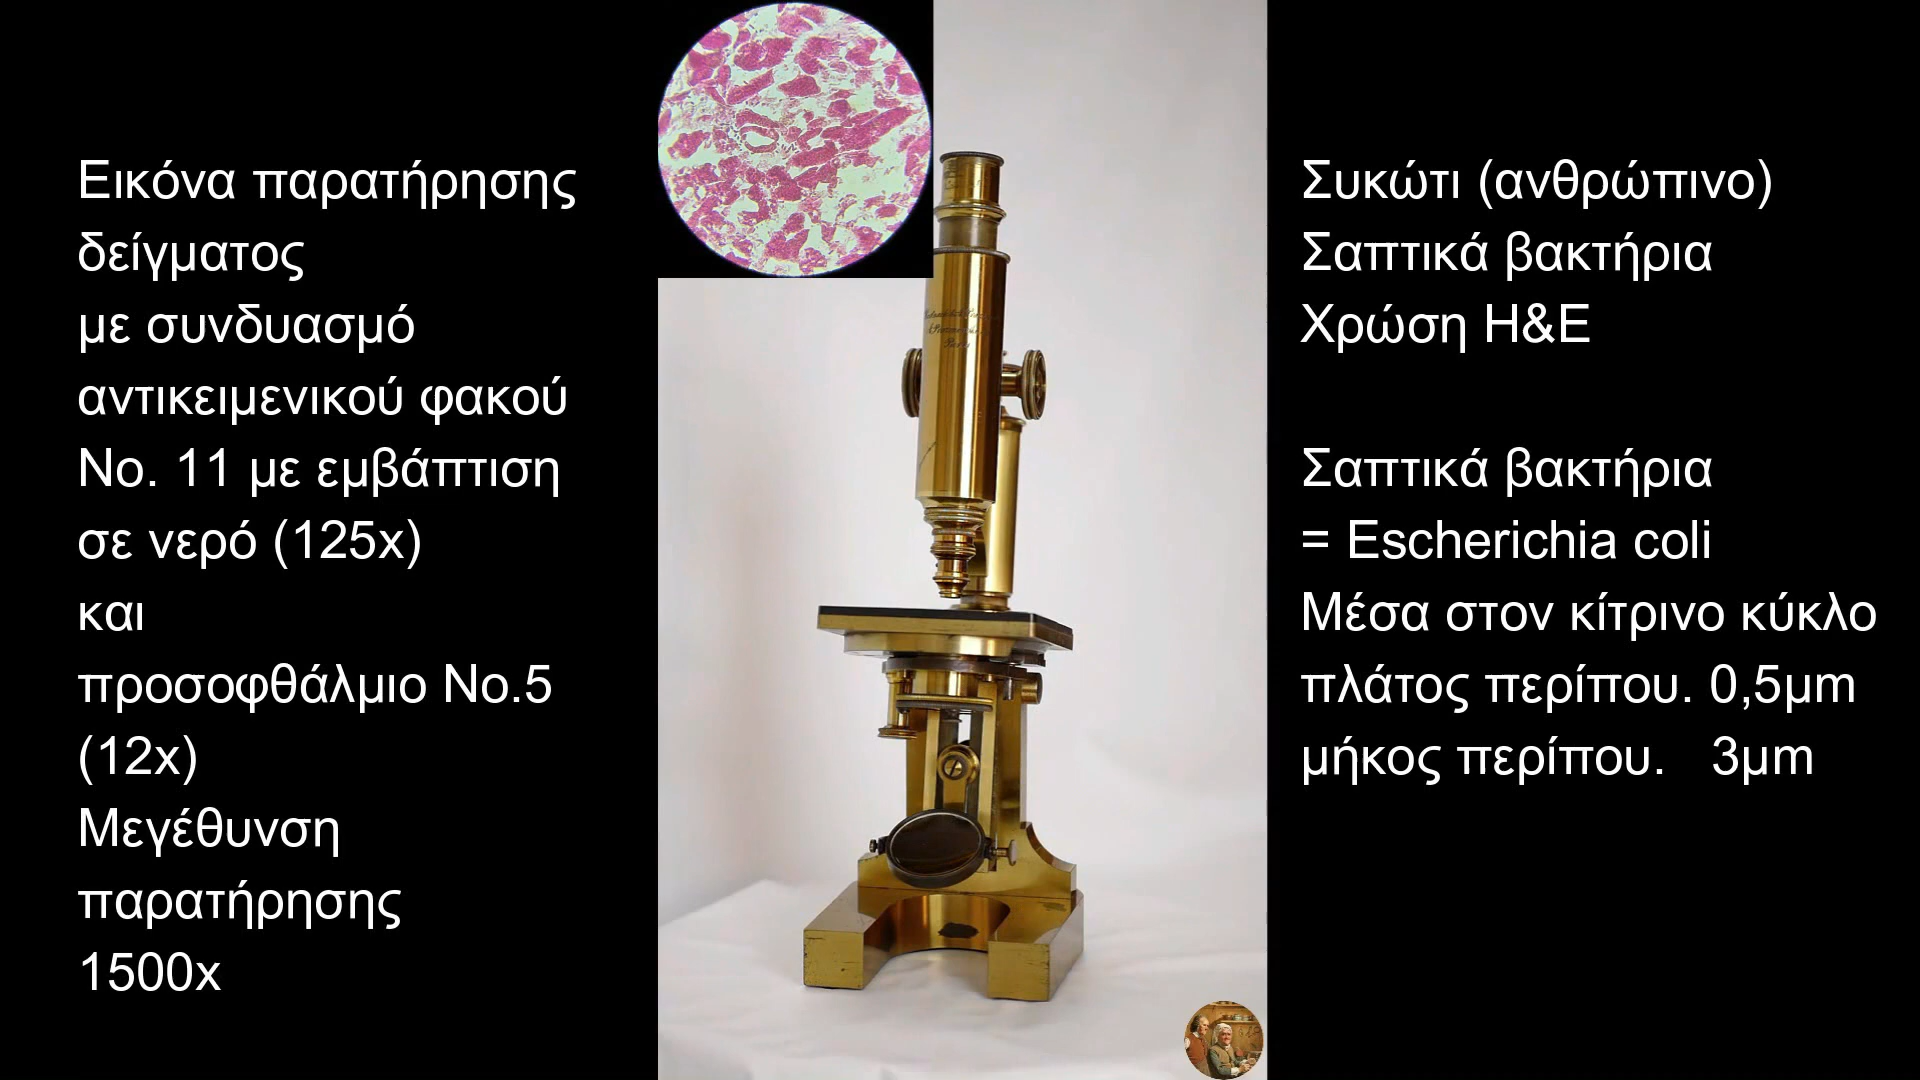 Εικόνα παρατήρησης
δείγματος
με συνδυασμό
αντικειμενικού φακού
No. 11 με εμβάπτιση
σε νερό (125x)
και
προσοφθάλμιο No.5
(12x)
Μεγέθυνση
παρατήρησης
1500x
Συκώτι (ανθρώπινο)
Σαπτικά βακτήρια
Χρώση H&E
Σαπτικά βακτήρια
= Escherichia coli
Μέσα στον κίτρινο κύκλο
πλάτος περίπου. 0,5μm
μήκος περίπου. 3μm